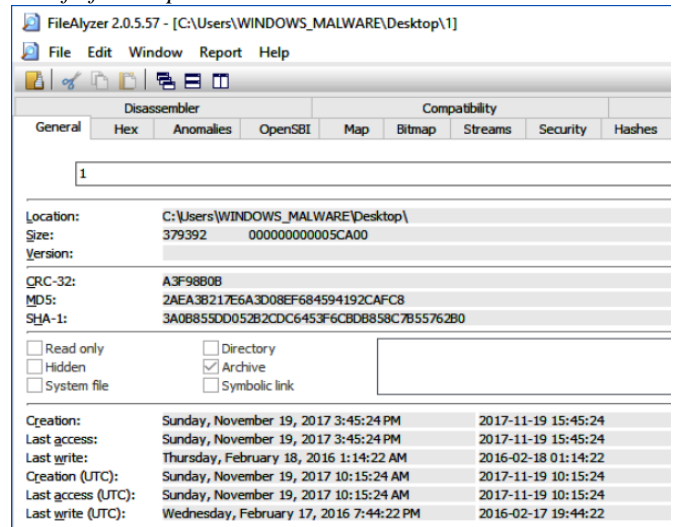 FileAlyzer 2.0.5.57 - [C:\Users\WINDOWS_MALWARE\Desktop\1]
File Edit Window Report Help
Disassembler Compatibility
General Hex Anomalies OpenSBI Map Bitmap Streams Security Hashes
1
Location: C:\Users\WINDOWS_MALWARE\Desktop\
Size: 379392 000000000005CA00
Version:
CRC-32: A3F98B0B
MD5: 2AEA3B217E6A3D08EF684594192CAFC8
SHA-1: 3A0B855DD052B2CDC6453F6CBDB858C7B55762B0
Read only Directory
Hidden Archive
System file Symbolic link
Creation: Sunday, November 19, 2017 3:45:24 PM 2017-11-19 15:45:24
Last access: Sunday, November 19, 2017 3:45:24 PM 2017-11-19 15:45:24
Last write: Thursday, February 18, 2016 1:14:22 AM 2016-02-18 01:14:22
Creation (UTC): Sunday, November 19, 2017 10:15:24 AM 2017-11-19 10:15:24
Last access (UTC): Sunday, November 19, 2017 10:15:24 AM 2017-11-19 10:15:24
Last write (UTC): Wednesday, February 17, 2016 7:44:22 PM 2016-02-17 19:44:22